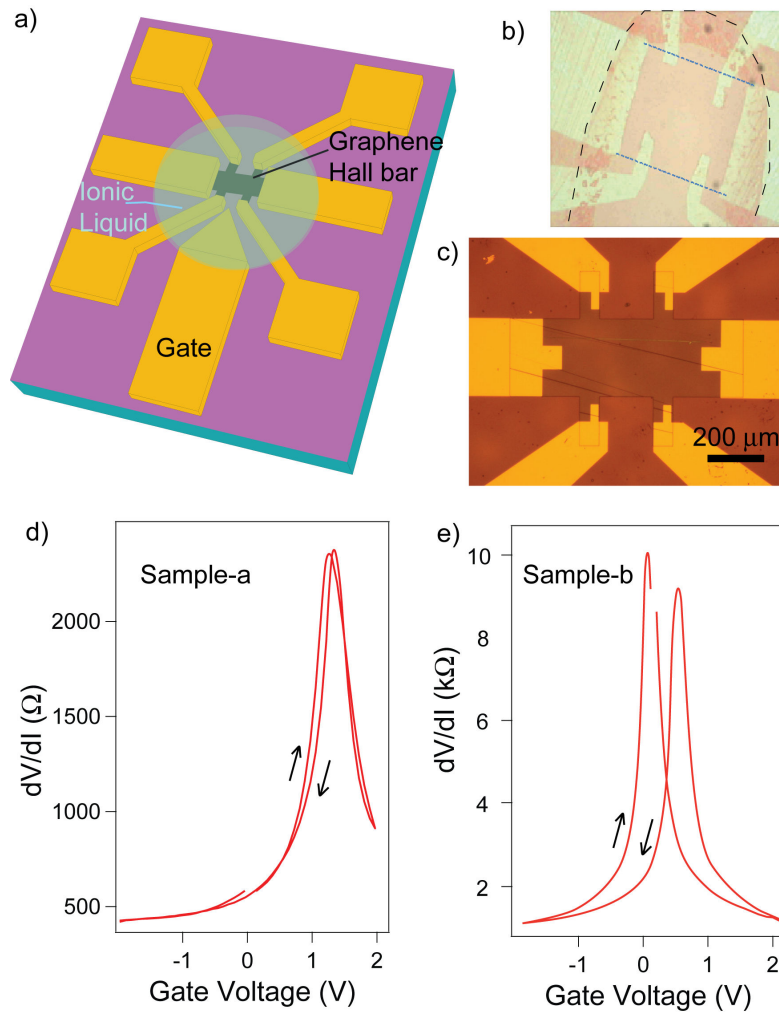 a)
Graphene
Hall bar
Ionic
Liquid
Gate
b)
c)
200 μm
d)
Sample-a
2000
1500
1000
500
dV/dI (Ω)
-1 0 1 2
Gate Voltage (V)
e)
Sample-b
10
8
6
4
2
dV/dI (kΩ)
-1 0 1 2
Gate Voltage (V)